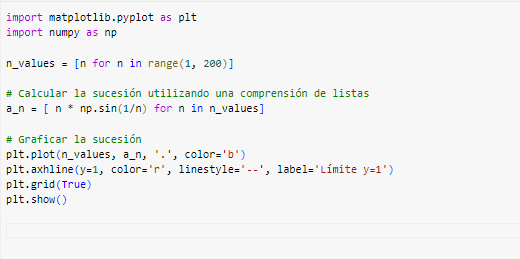 import matplotlib.pyplot as plt
import numpy as np
n_values = [n for n in range(1, 200)]
# Calcular la sucesión utilizando una comprensión de listas
a_n = [ n * np.sin(1/n) for n in n_values]
# Graficar la sucesión
plt.plot(n_values, a_n, '.', color='b')
plt.axhline(y=1, color='r', linestyle='--', label='Límite y=1')
plt.grid(True)
plt.show()